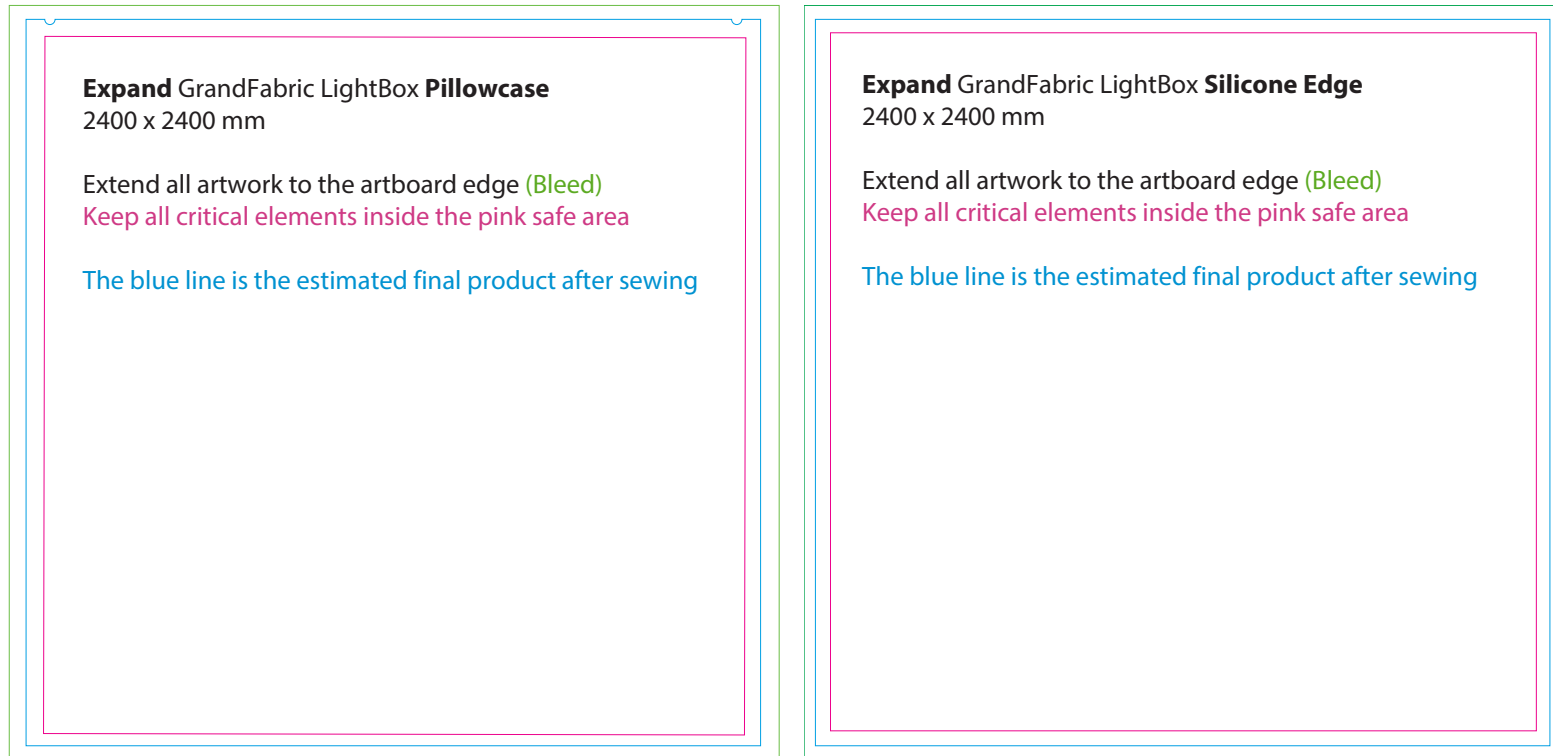 Expand GrandFabric LightBox Pillowcase
2400 x 2400 mm
Extend all artwork to the artboard edge (Bleed)
Keep all critical elements inside the pink safe area
The blue line is the estimated final product after sewing
Expand GrandFabric LightBox Silicone Edge
2400 x 2400 mm
Extend all artwork to the artboard edge (Bleed)
Keep all critical elements inside the pink safe area
The blue line is the estimated final product after sewing